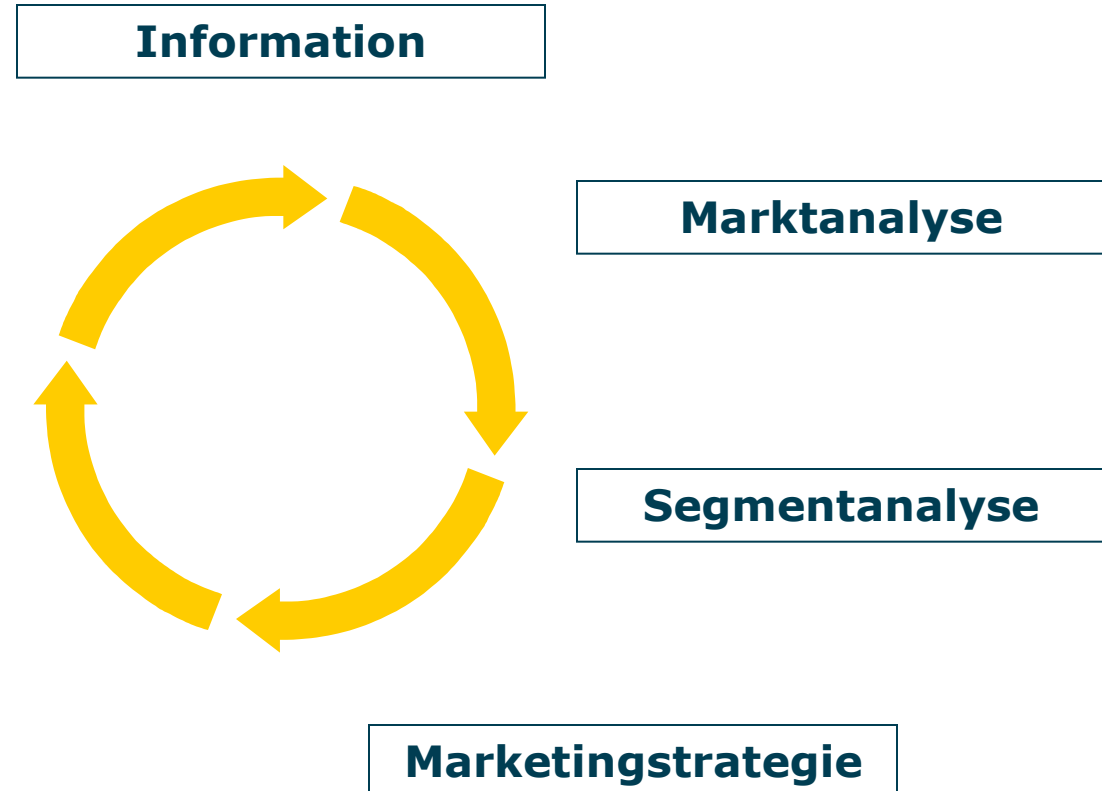 Information
Marktanalyse
Segmentanalyse
Marketingstrategie